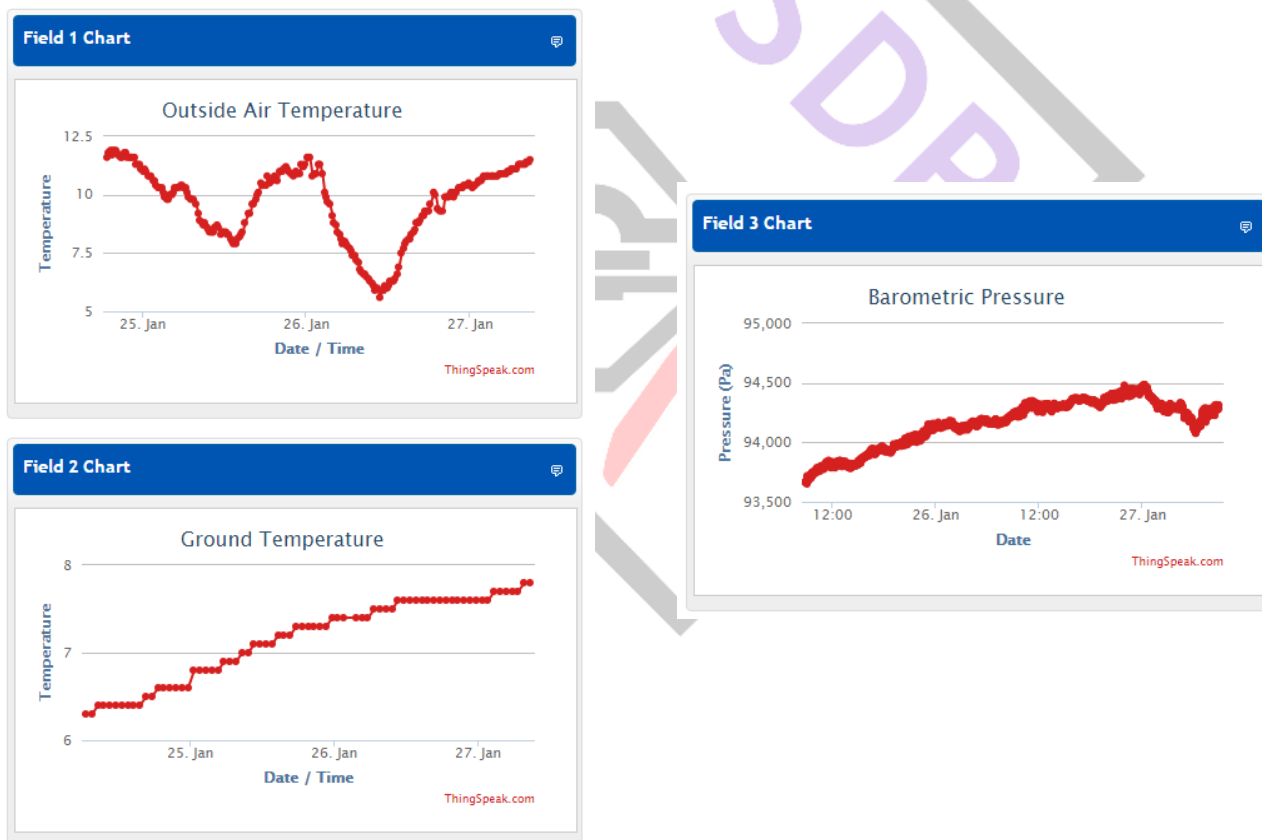 Field 1 Chart
Outside Air Temperature
Temperature
12.5
10
7.5
5
25. Jan
26. Jan
27. Jan
Date / Time
ThingSpeak.com
Field 2 Chart
Ground Temperature
Temperature
8
7
6
25. Jan
26. Jan
27. Jan
Date / Time
ThingSpeak.com
SDP
Field 3 Chart
Barometric Pressure
Pressure (Pa)
95,000
94,500
94,000
93,500
12:00
26. Jan
12:00
27. Jan
Date
ThingSpeak.com